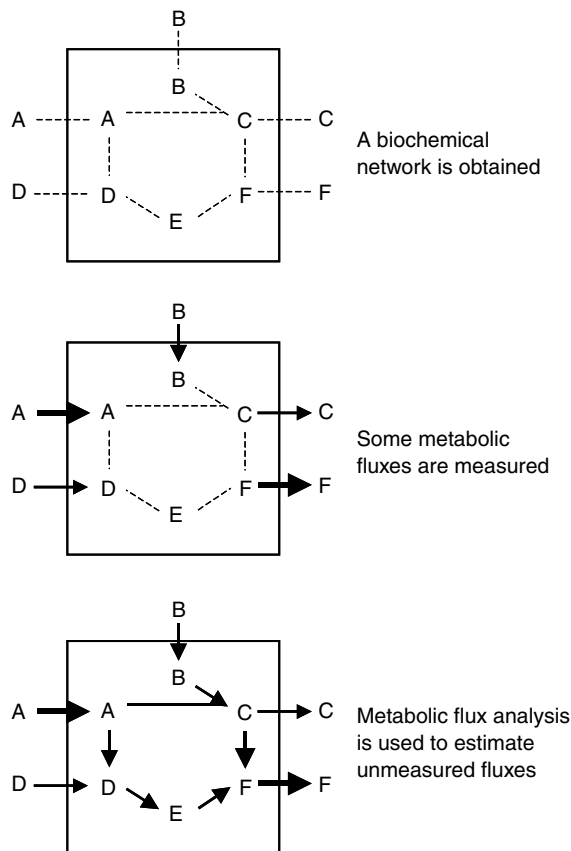 B
B
A A C C
A biochemical
network is obtained
D D F F
E
B
B
A A C C
Some metabolic
fluxes are measured
D D F F
E
B
B
A A C C
Metabolic flux analysis
is used to estimate
unmeasured fluxes
D D F F
E